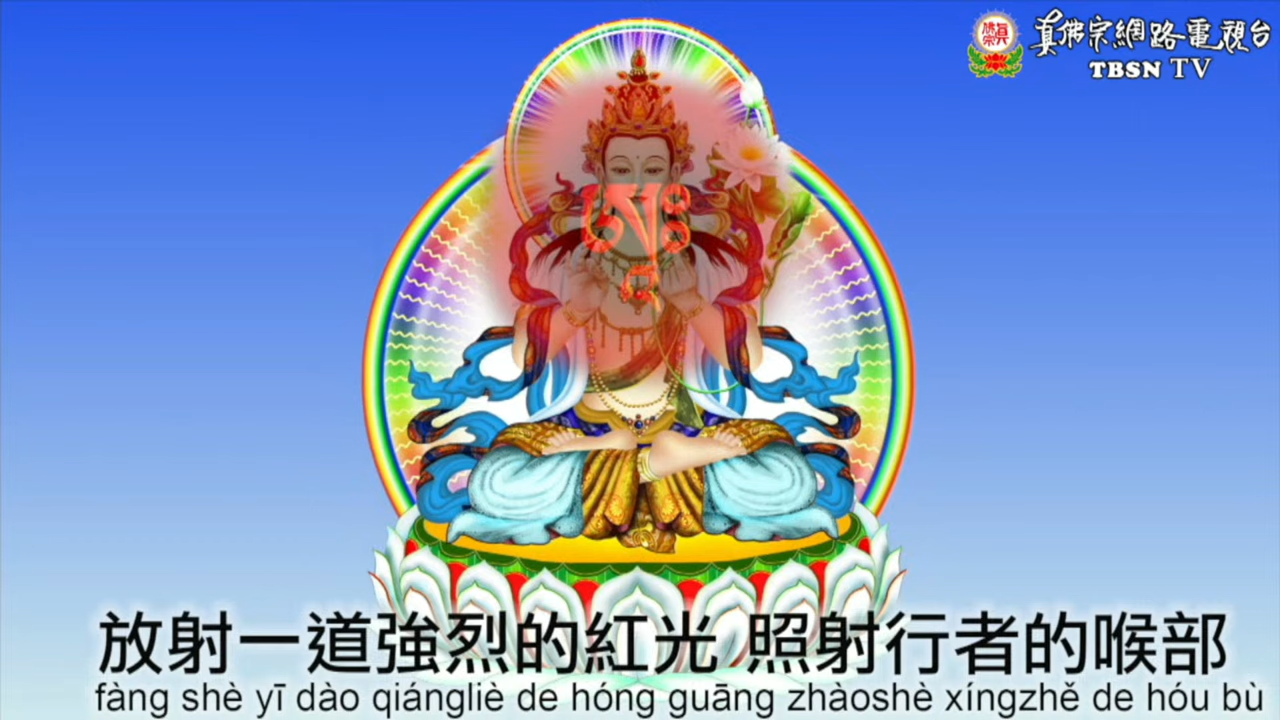 真佛宗網路電視台
TBSN TV
放射一道強烈的紅光 照射行者的喉部
fàng shè yī dào qiángliè de hóng guāng zhàoshè xíngzhě de hóu bù